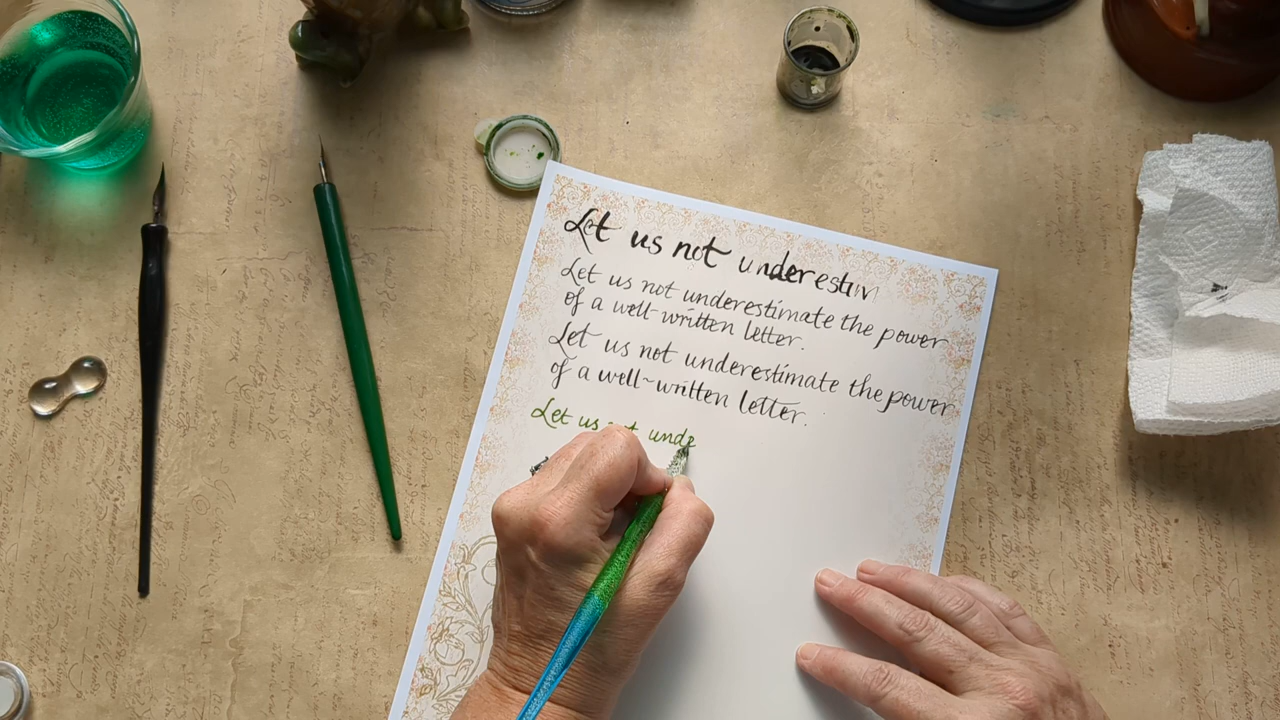 Let us not underestim
Let us not underestimate the power
of a well-written letter.
Let us not underestimate the power
of a well-written letter.
Let us not unde